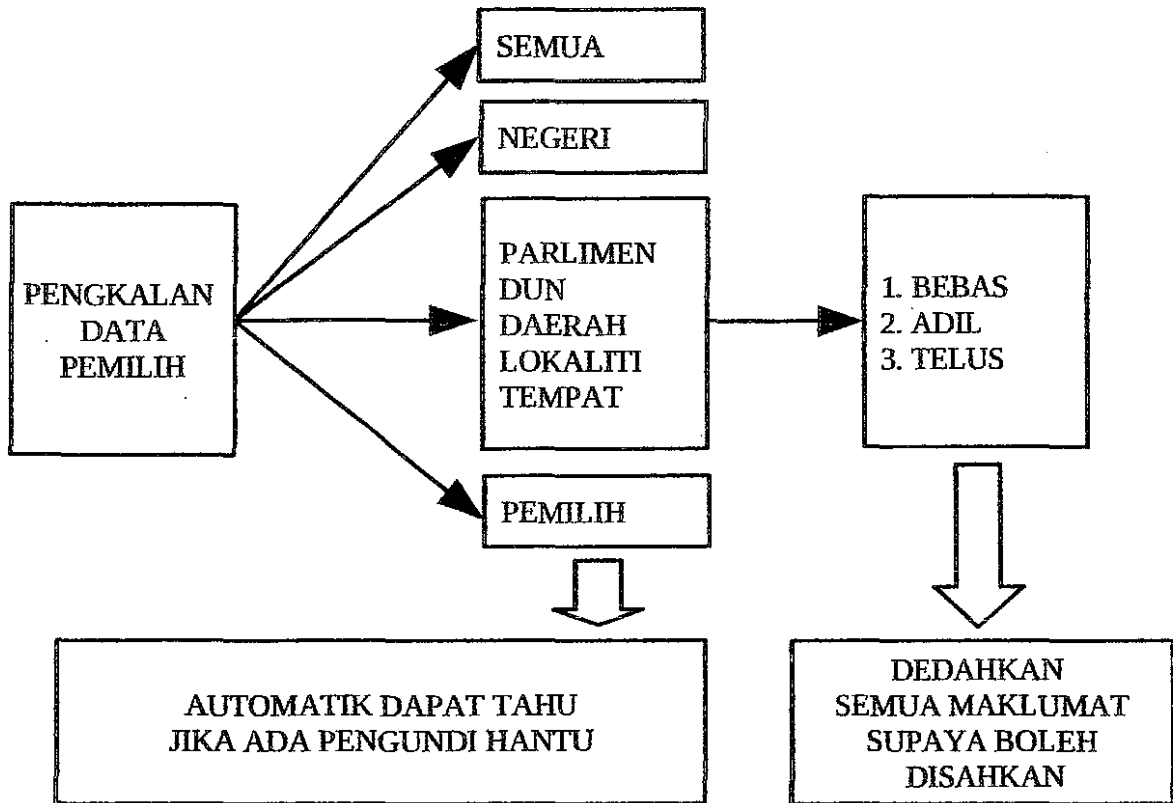 SEMUA
NEGERI
PENGKALAN
DATA
PEMILIH
PARLIMEN
DUN
DAERAH
LOKALITI
TEMPAT
1. BEBAS
2. ADIL
3. TELUS
PEMILIH
AUTOMATIK DAPAT TAHU
JIKA ADA PENGUNDI HANTU
DEDAHKAN
SEMUA MAKLUMAT
SUPAYA BOLEH
DISAHKAN